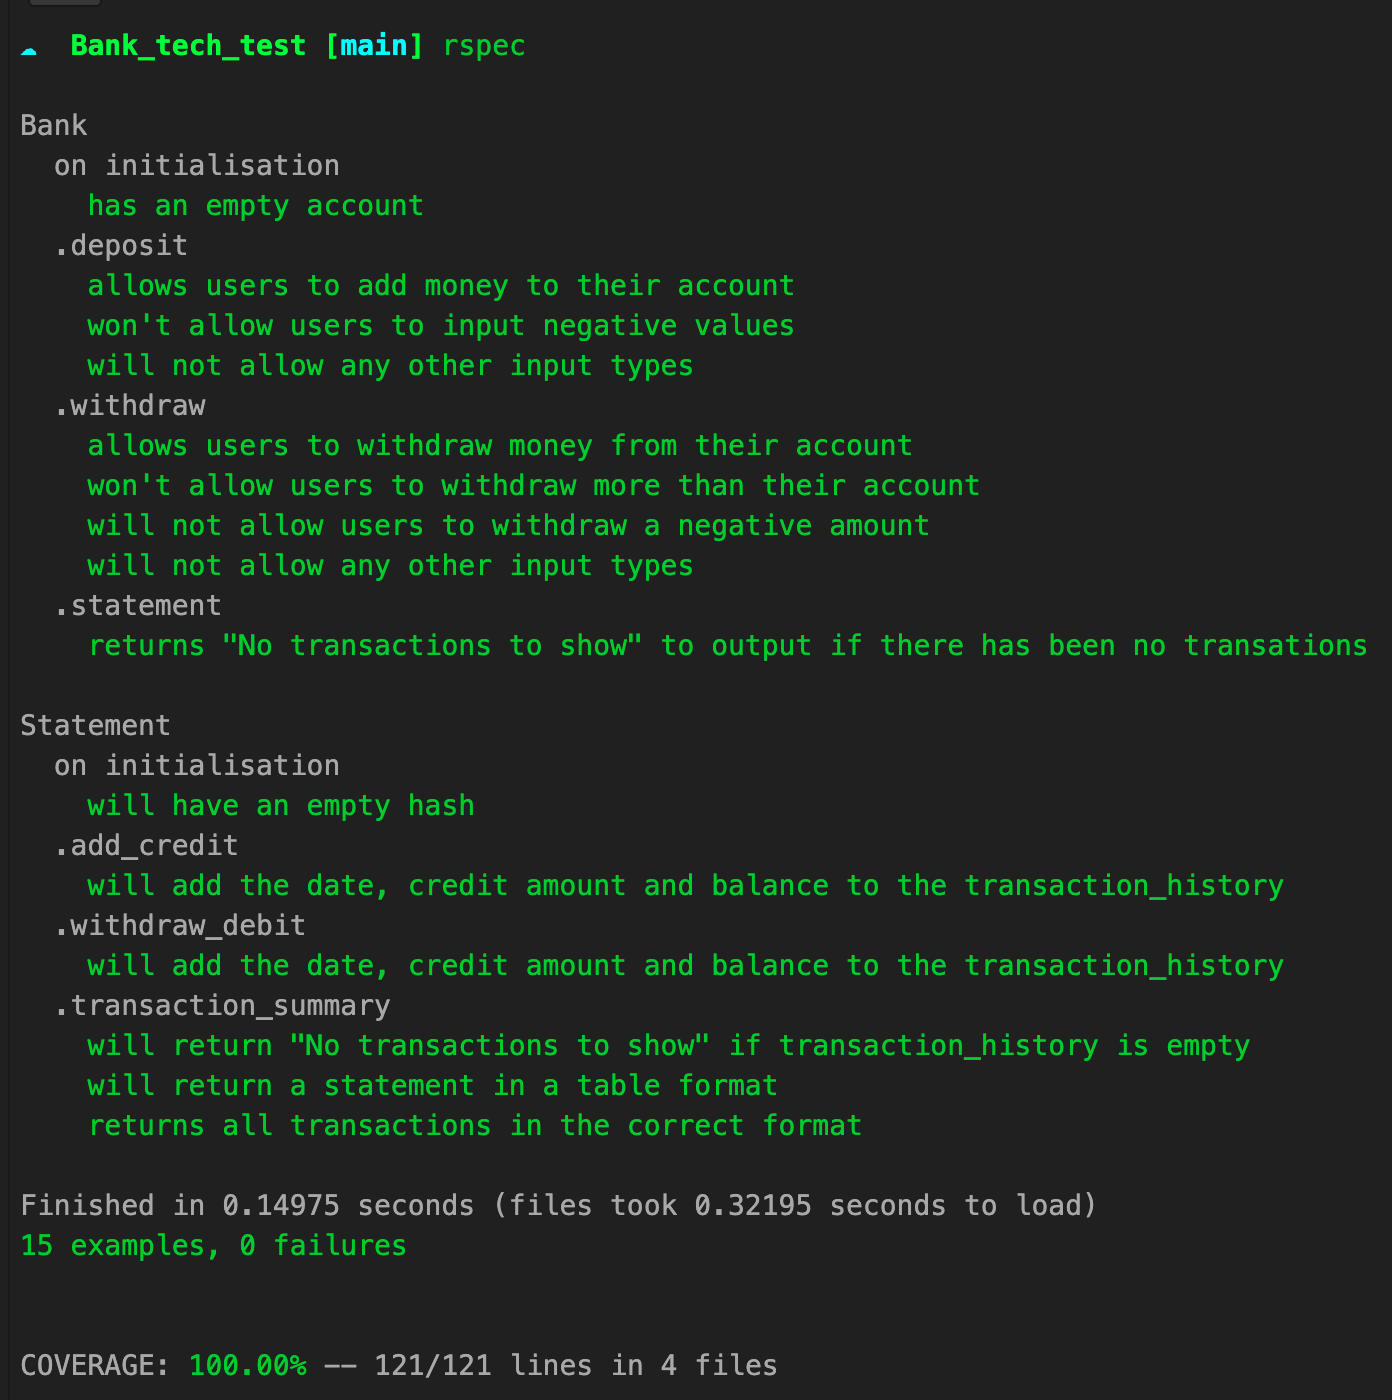 Bank_tech_test [main] rspec
Bank
on initialisation
has an empty account
.deposit
allows users to add money to their account
won't allow users to input negative values
will not allow any other input types
.withdraw
allows users to withdraw money from their account
won't allow users to withdraw more than their account
will not allow users to withdraw a negative amount
will not allow any other input types
.statement
returns "No transactions to show" to output if there has been no transations
Statement
on initialisation
will have an empty hash
.add_credit
will add the date, credit amount and balance to the transaction_history
.withdraw_debit
will add the date, credit amount and balance to the transaction_history
.transaction_summary
will return "No transactions to show" if transaction_history is empty
will return a statement in a table format
returns all transactions in the correct format
Finished in 0.14975 seconds (files took 0.32195 seconds to load)
15 examples, 0 failures
COVERAGE: 100.00% -- 121/121 lines in 4 files